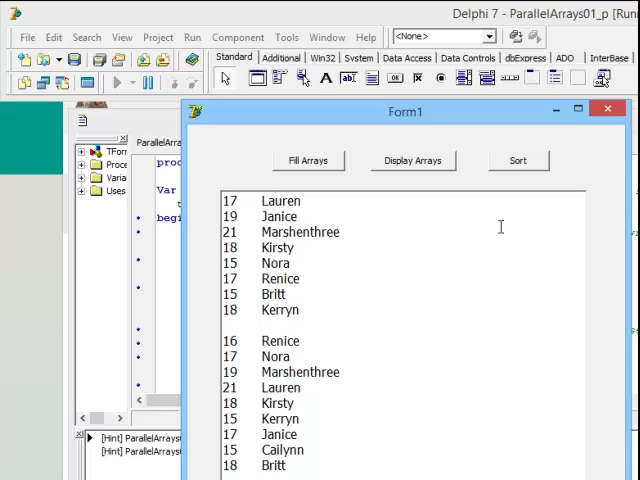 Delphi 7 - ParallelArrays01_p [Run
File Edit Search View Project Run Component Tools Window Help <None>
Standard Additional Win32 System Data Access Data Controls dbExpress ADO InterBase
Form1
ParallelArray
TForm
Proce
Varia
Uses
proc
Var
t
begi
Fill Arrays Display Arrays Sort
17 Lauren
19 Janice
21 Marshenthree
18 Kirsty
15 Nora
17 Renice
15 Britt
18 Kerryn
16 Renice
17 Nora
19 Marshenthree
21 Lauren
18 Kirsty
15 Kerryn
17 Janice
15 Cailynn
18 Britt
[Hint] ParallelArrays
[Hint] ParallelArrays